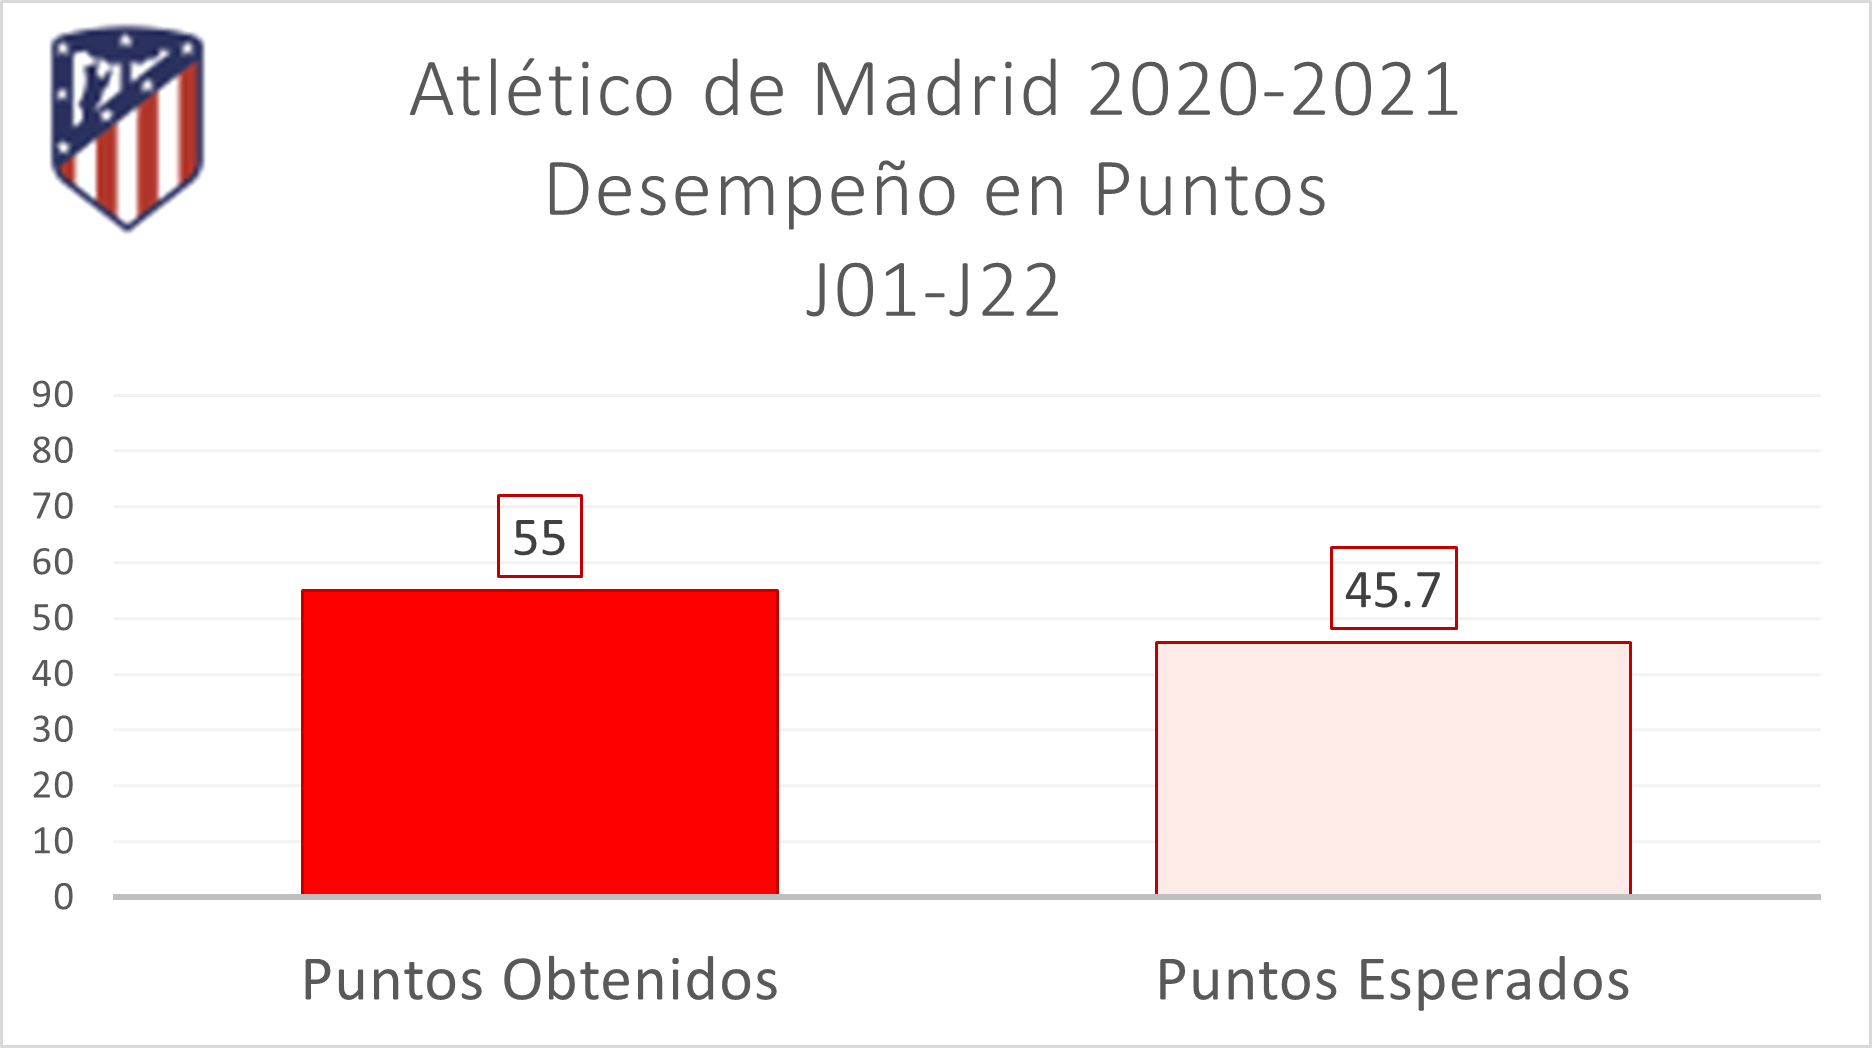 Atlético de Madrid 2020-2021
Desempeño en Puntos
J01-J22
90
80
70
60
50
40
30
20
10
0
55
45.7
Puntos Obtenidos
Puntos Esperados